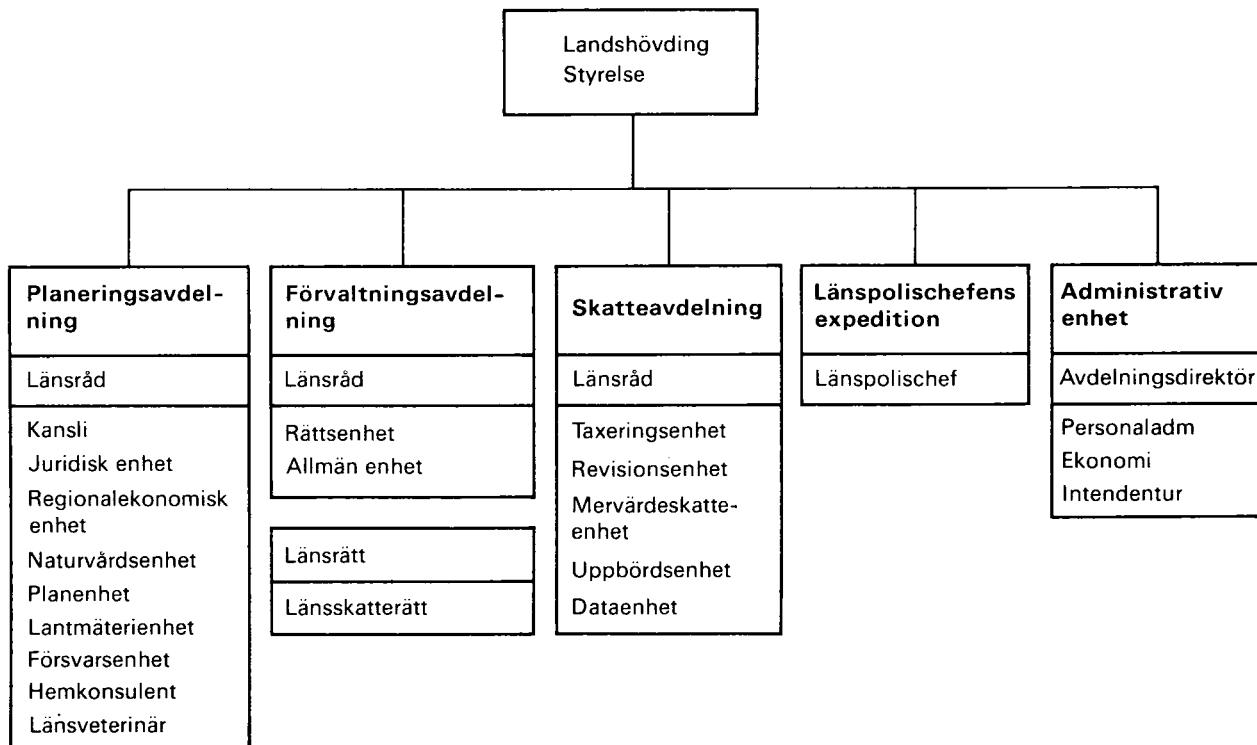 Landshövding
Styrelse
Planeringsavdel-
ning
Länsråd
Kansli
Juridisk enhet
Regionalekonomisk
enhet
Naturvårdsenhet
Planenhet
Lantmäterienhet
Försvarsenhet
Hemkonsulent
Länsveterinär
Förvaltningsavdel-
ning
Länsråd
Rättsenhet
Allmän enhet
Länsrätt
Länsskatterätt
Skatteavdelning
Länsråd
Taxeringsenhet
Revisionsenhet
Mervärdeskatte-
enhet
Uppbördsenhet
Dataenhet
Länspolischefens
expedition
Länspolischef
Administrativ
enhet
Avdelningsdirektör
Personaladm
Ekonomi
Intendentur